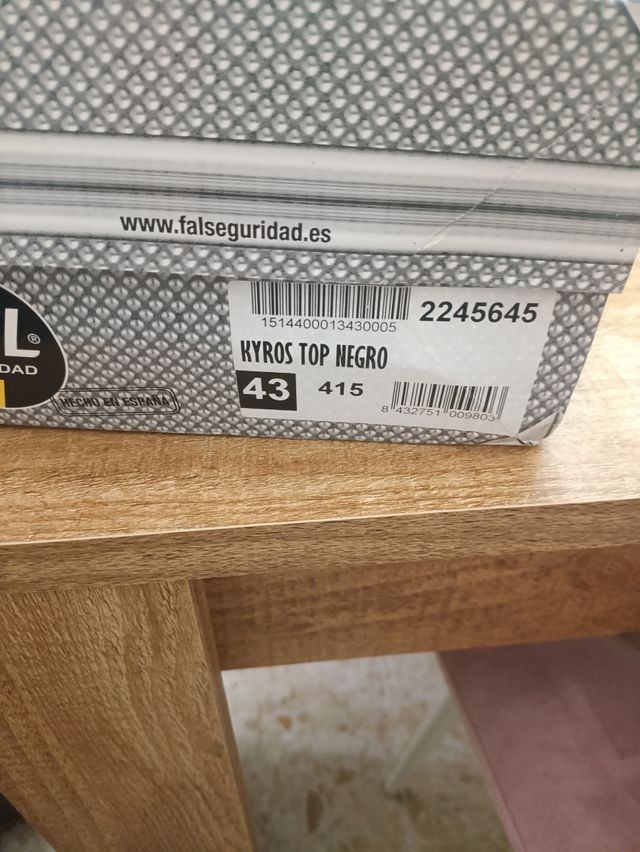 www.falseguridad.es
2245645
1514400013430005
KYROS TOP NEGRO
43 415
8 432751 009803
L®
DAD
HECHO EN ESPAÑA